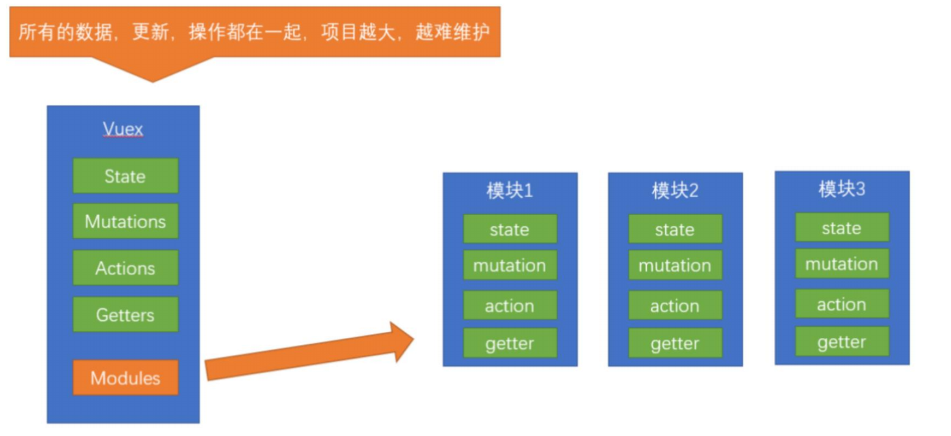 所有的数据，更新，操作都在一起，项目越大，越难维护
Vuex
State
Mutations
Actions
Getters
Modules
模块1
state
mutation
action
getter
模块2
state
mutation
action
getter
模块3
state
mutation
action
getter